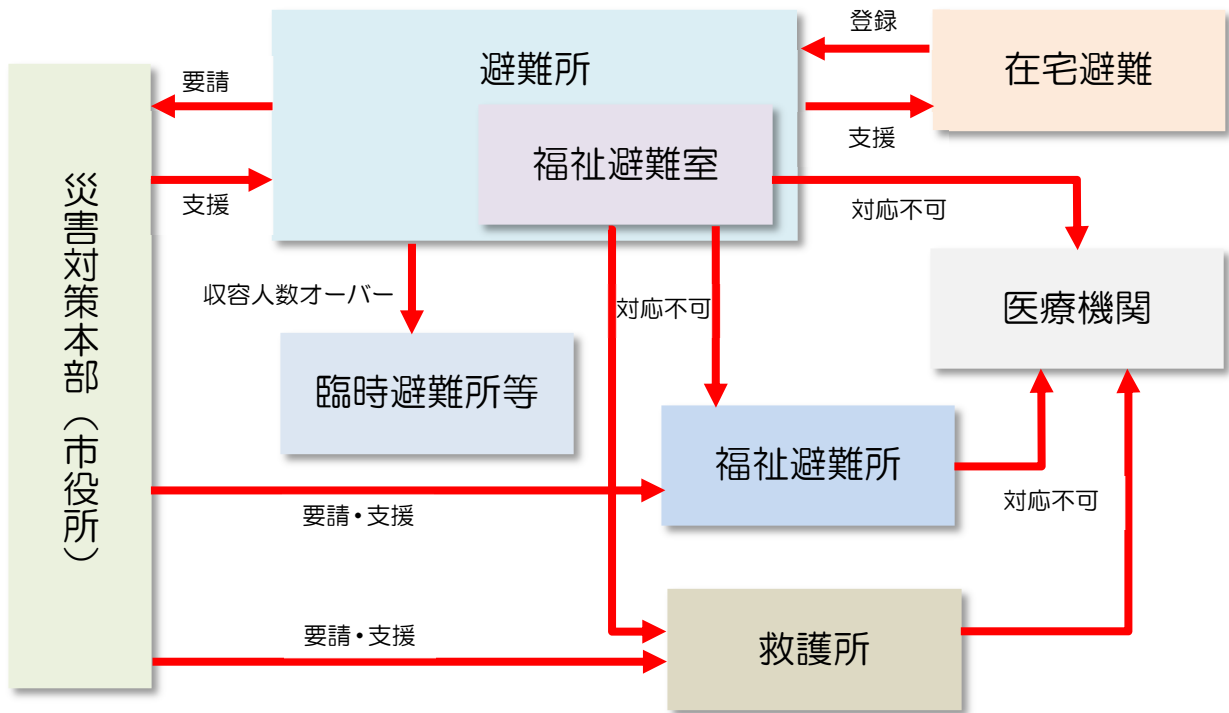 登録
避難所
在宅避難
要請
支援
福祉避難室
支援
対応不可
災害対策本部（市役所）
収容人数オーバー
対応不可
医療機関
臨時避難所等
福祉避難所
対応不可
要請・支援
要請・支援
救護所